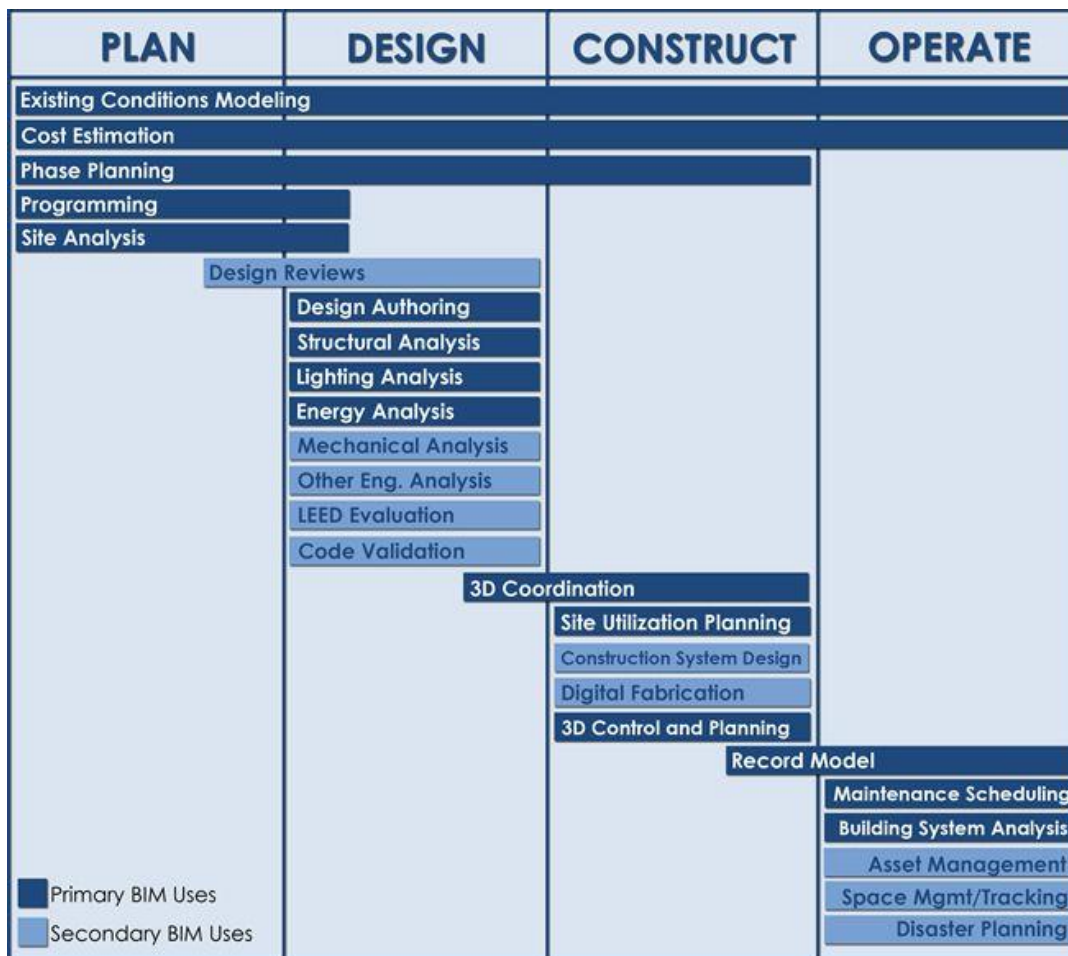 PLAN DESIGN CONSTRUCT OPERATE
Existing Conditions Modeling
Cost Estimation
Phase Planning
Programming
Site Analysis
Design Reviews
Design Authoring
Structural Analysis
Lighting Analysis
Energy Analysis
Mechanical Analysis
Other Eng. Analysis
LEED Evaluation
Code Validation
3D Coordination
Site Utilization Planning
Construction System Design
Digital Fabrication
3D Control and Planning
Record Model
Maintenance Scheduling
Building System Analysis
Asset Management
Space Mgmt/Tracking
Disaster Planning
Primary BIM Uses
Secondary BIM Uses